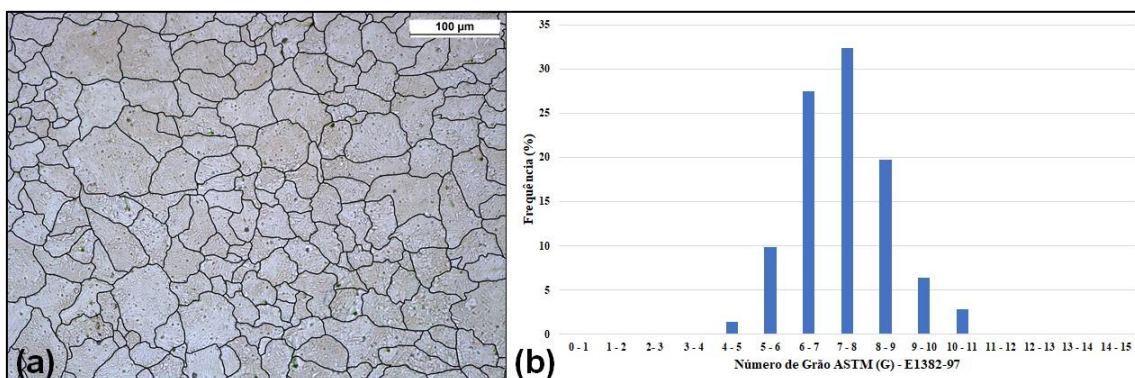 100 µm
(a)
(b)
Frequência (%)
35
30
25
20
15
10
5
0
0 - 1 1 - 2 2- 3 3 - 4 4 - 5 5 - 6 6 - 7 7 - 8 8 - 9 9 - 10 10 - 11 11 - 12 12 - 13 13 - 14 14 - 15
Número de Grão ASTM (G) - E1382-97